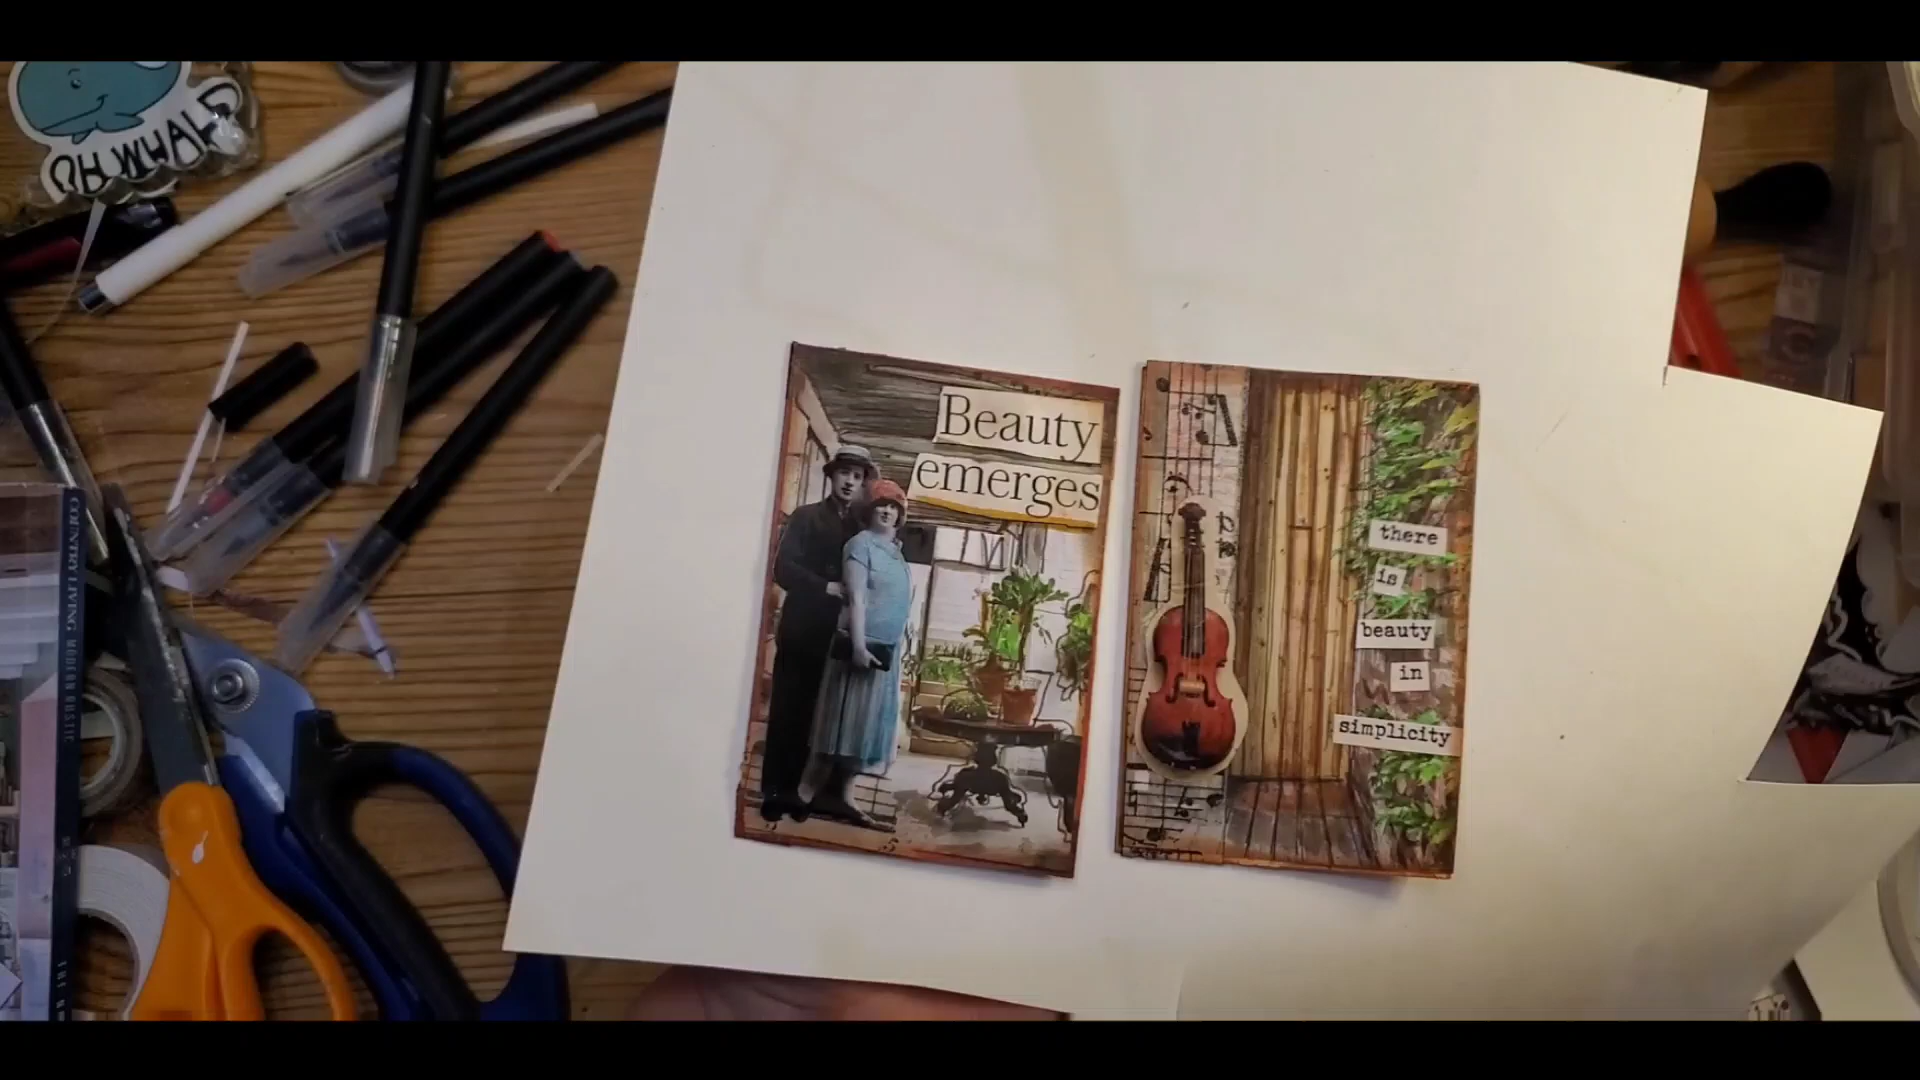 OH WHALE
Beauty
emerges
there
is
beauty
in
simplicity
COUNTRY LIVING MODERN RUSTIC